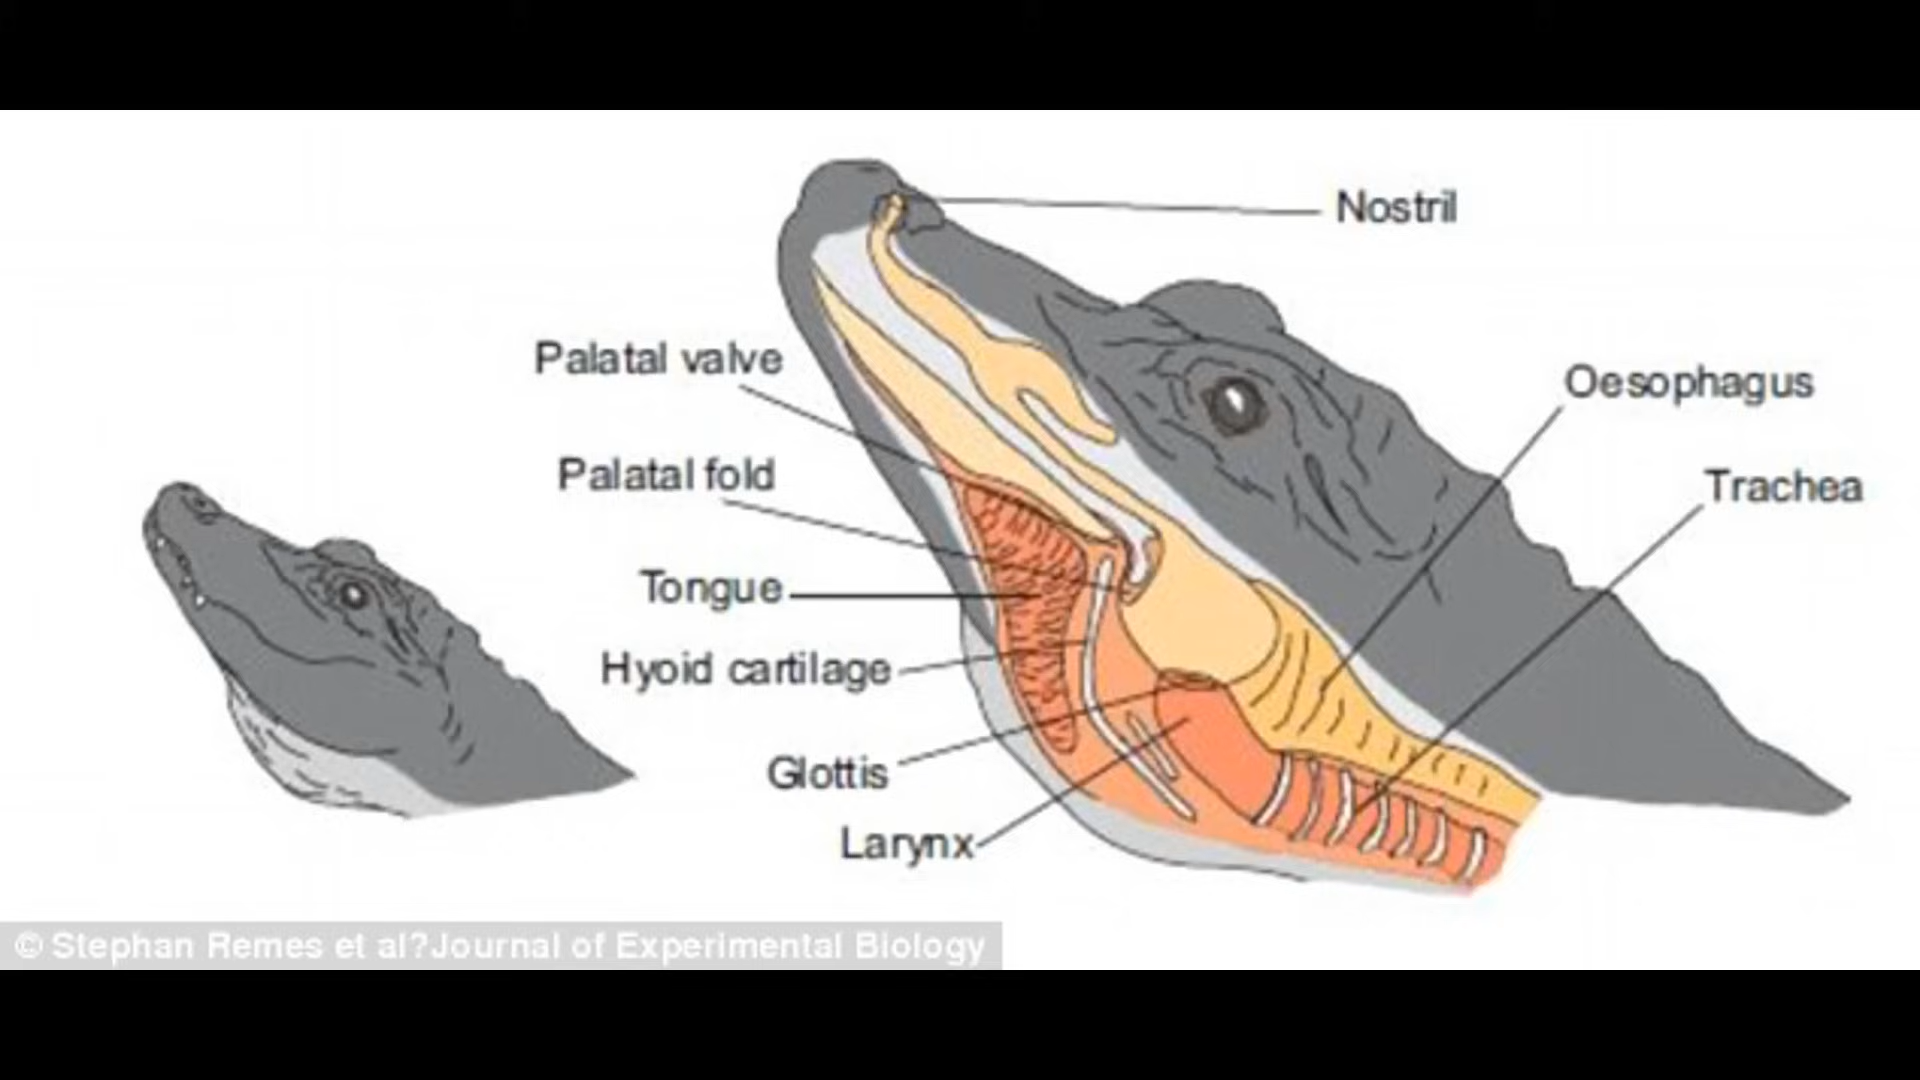 Nostril
Palatal valve
Oesophagus
Palatal fold
Trachea
Tongue
Hyoid cartilage
Glottis
Larynx
© Stephan Remes et al?Journal of Experimental Biology